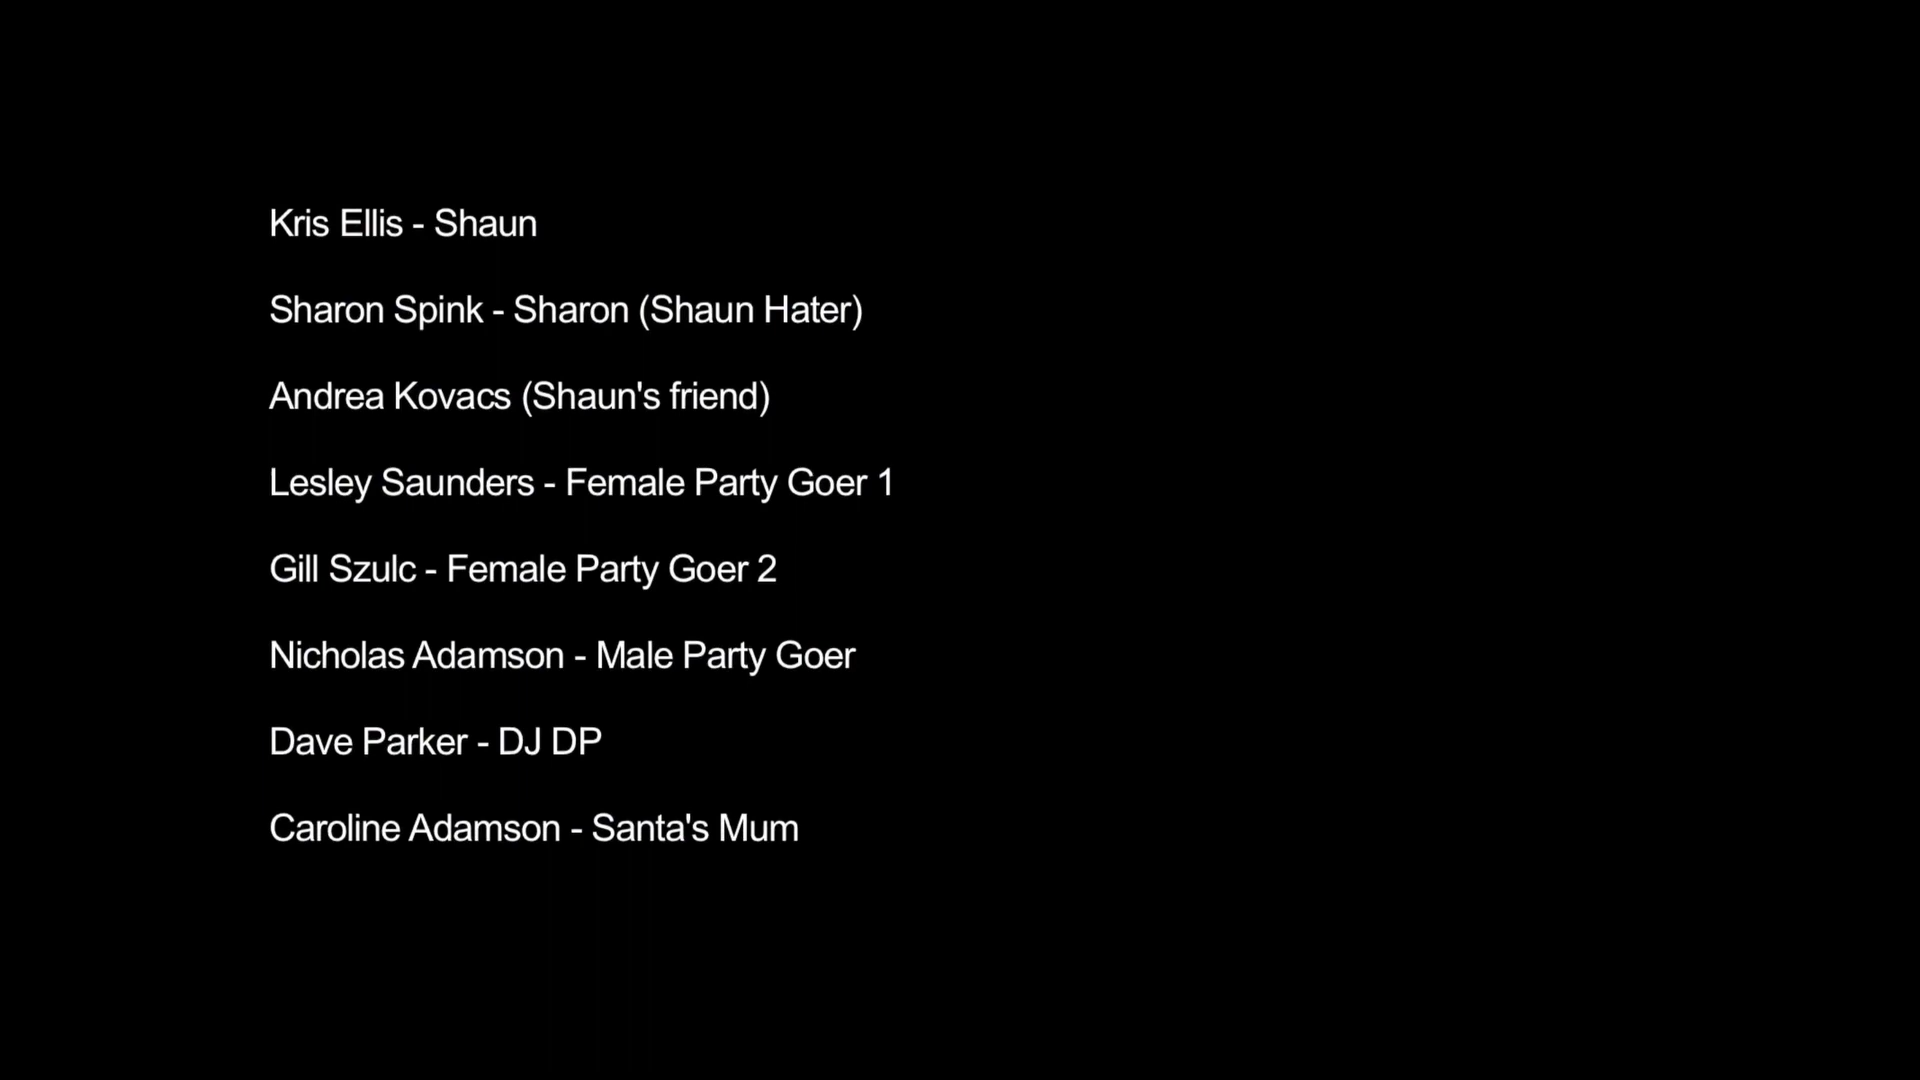 Kris Ellis - Shaun
Sharon Spink - Sharon (Shaun Hater)
Andrea Kovacs (Shaun's friend)
Lesley Saunders - Female Party Goer 1
Gill Szulc - Female Party Goer 2
Nicholas Adamson - Male Party Goer
Dave Parker - DJ DP
Caroline Adamson - Santa's Mum